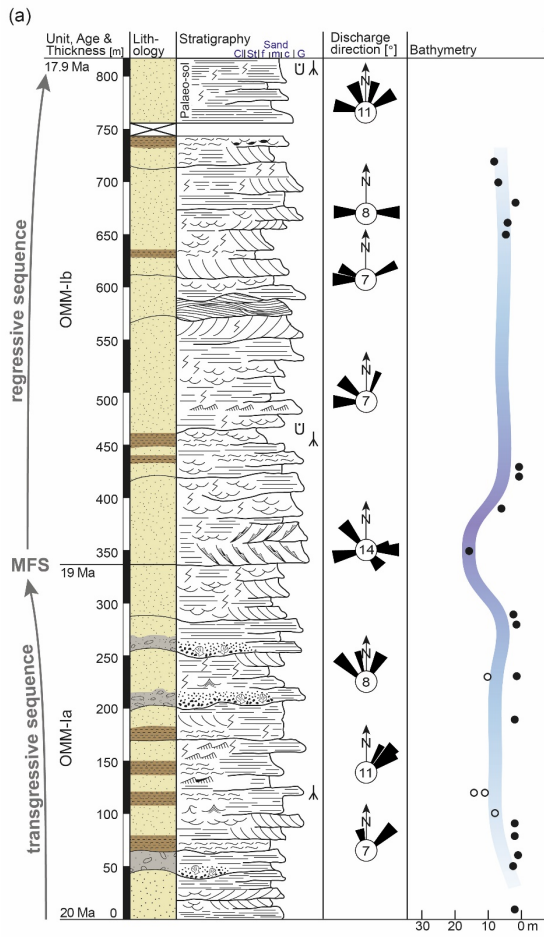 (a)
Unit, Age & Thickness [m]
Lith-ology
Stratigraphy
Sand
Cl|St|f m c|G
Discharge direction [°]
Bathymetry
17.9 Ma
800
750
700
650
600
550
500
450
400
350
19 Ma
300
250
200
150
100
50
20 Ma 0
OMM-Ib
OMM-Ia
regressive sequence
MFS
transgressive sequence
Palaeo-sol
N
11
N
8
N
7
N
7
N
14
N
8
N
11
N
7
30 20 10 0 m